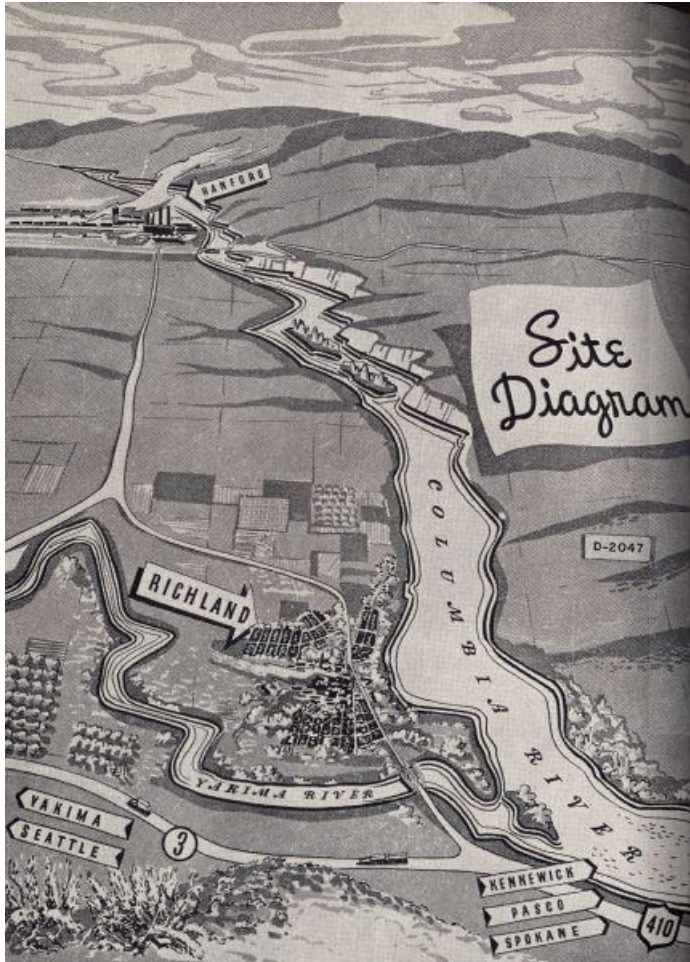 HANFORD
Site
Diagram
COLUMBIA RIVER
D-2047
RICHLAND
YAKIMA RIVER
YAKIMA
SEATTLE
3
KENNEWICK
PASCO
SPOKANE
410